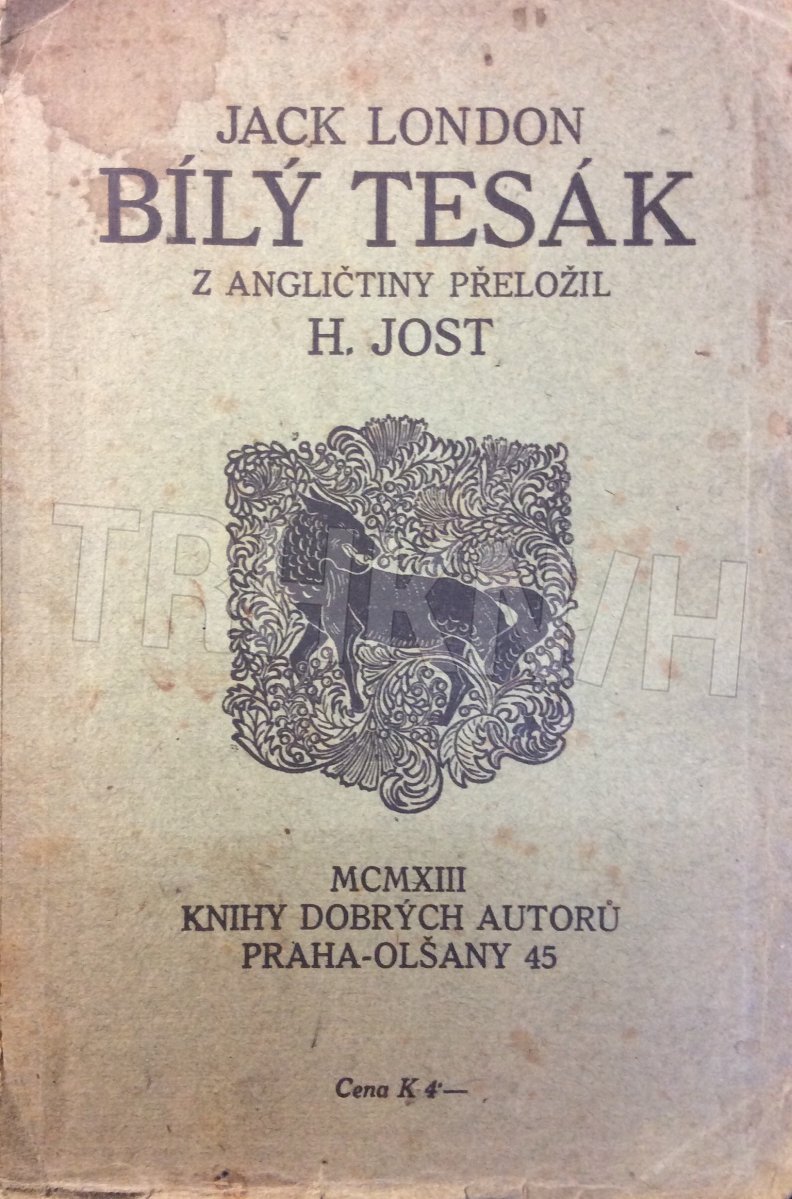 JACK LONDON
BÍLÝ TESÁK
Z ANGLIČTINY PŘELOŽIL
H. JOST
MCMXIII
KNIHY DOBRÝCH AUTORŮ
PRAHA-OLŠANY 45
Cena K 4·—